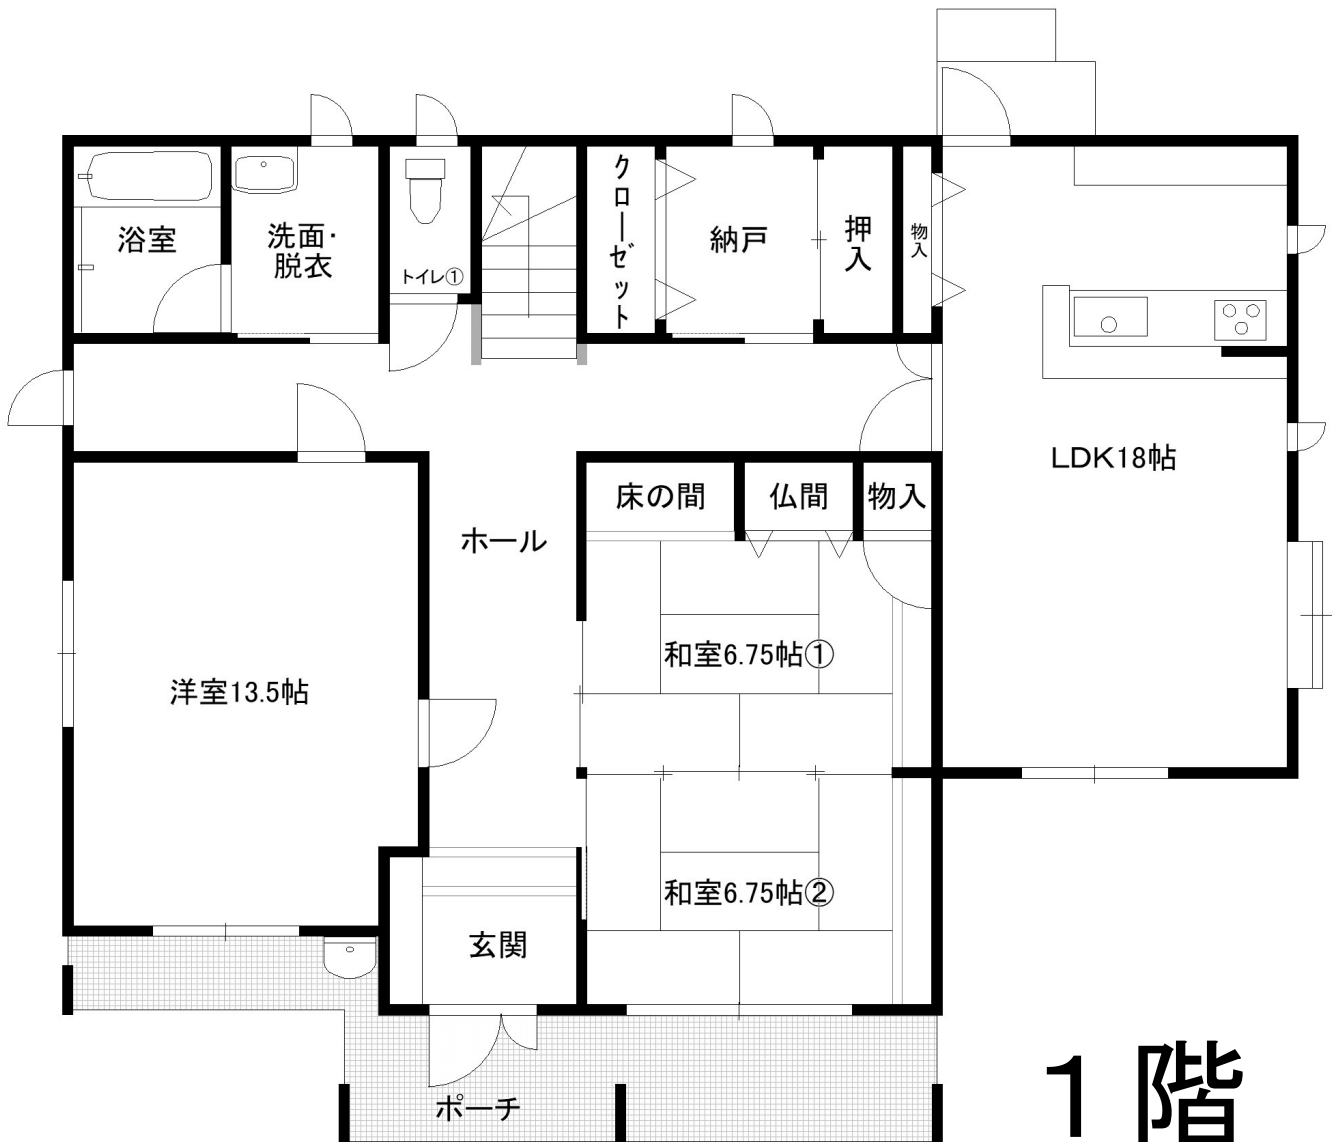 浴室
洗面・
脱衣
トイレ①
クローゼット
納戸
押入
物入
LDK18帖
床の間
仏間
物入
ホール
和室6.75帖①
洋室13.5帖
和室6.75帖②
玄関
ポーチ
1階